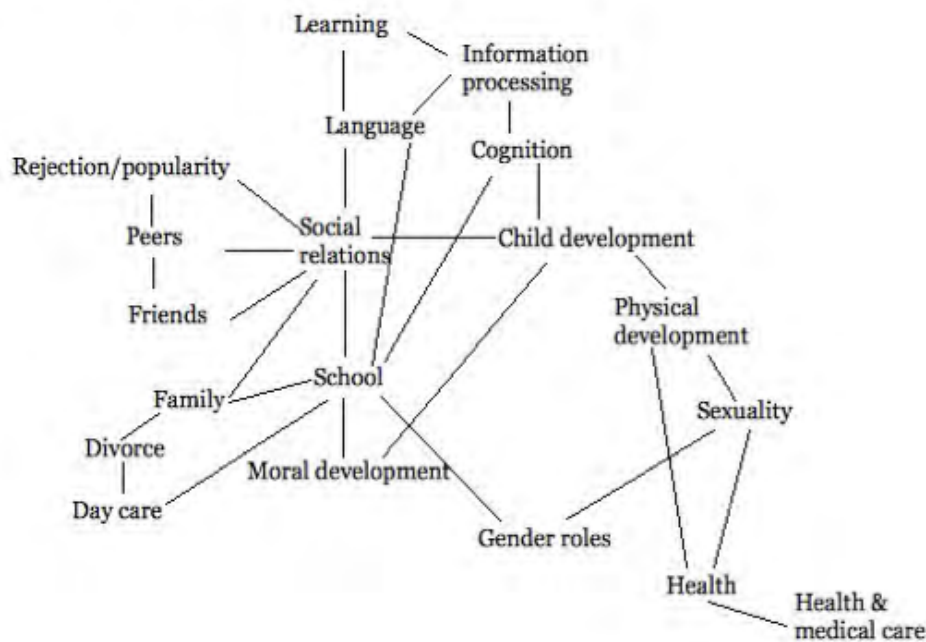 Learning
Information
processing
Language
Cognition
Rejection/popularity
Social
relations
Peers
Child development
Friends
Physical
development
School
Family
Sexuality
Divorce
Moral development
Day care
Gender roles
Health
Health &
medical care